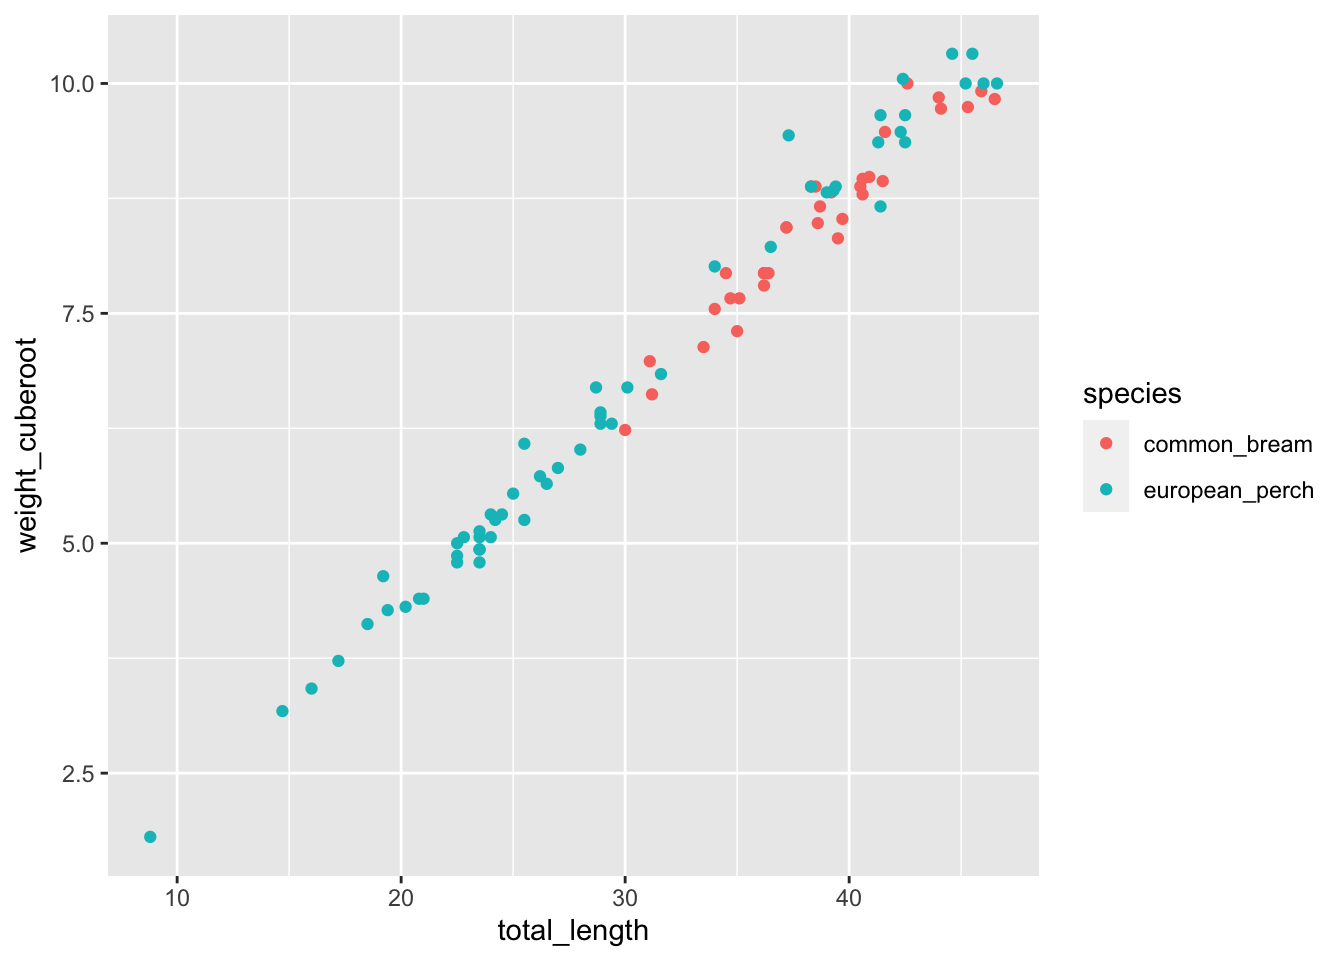 10.0
7.5
5.0
2.5
weight_cuberoot
10 20 30 40
total_length
species
common_bream
european_perch